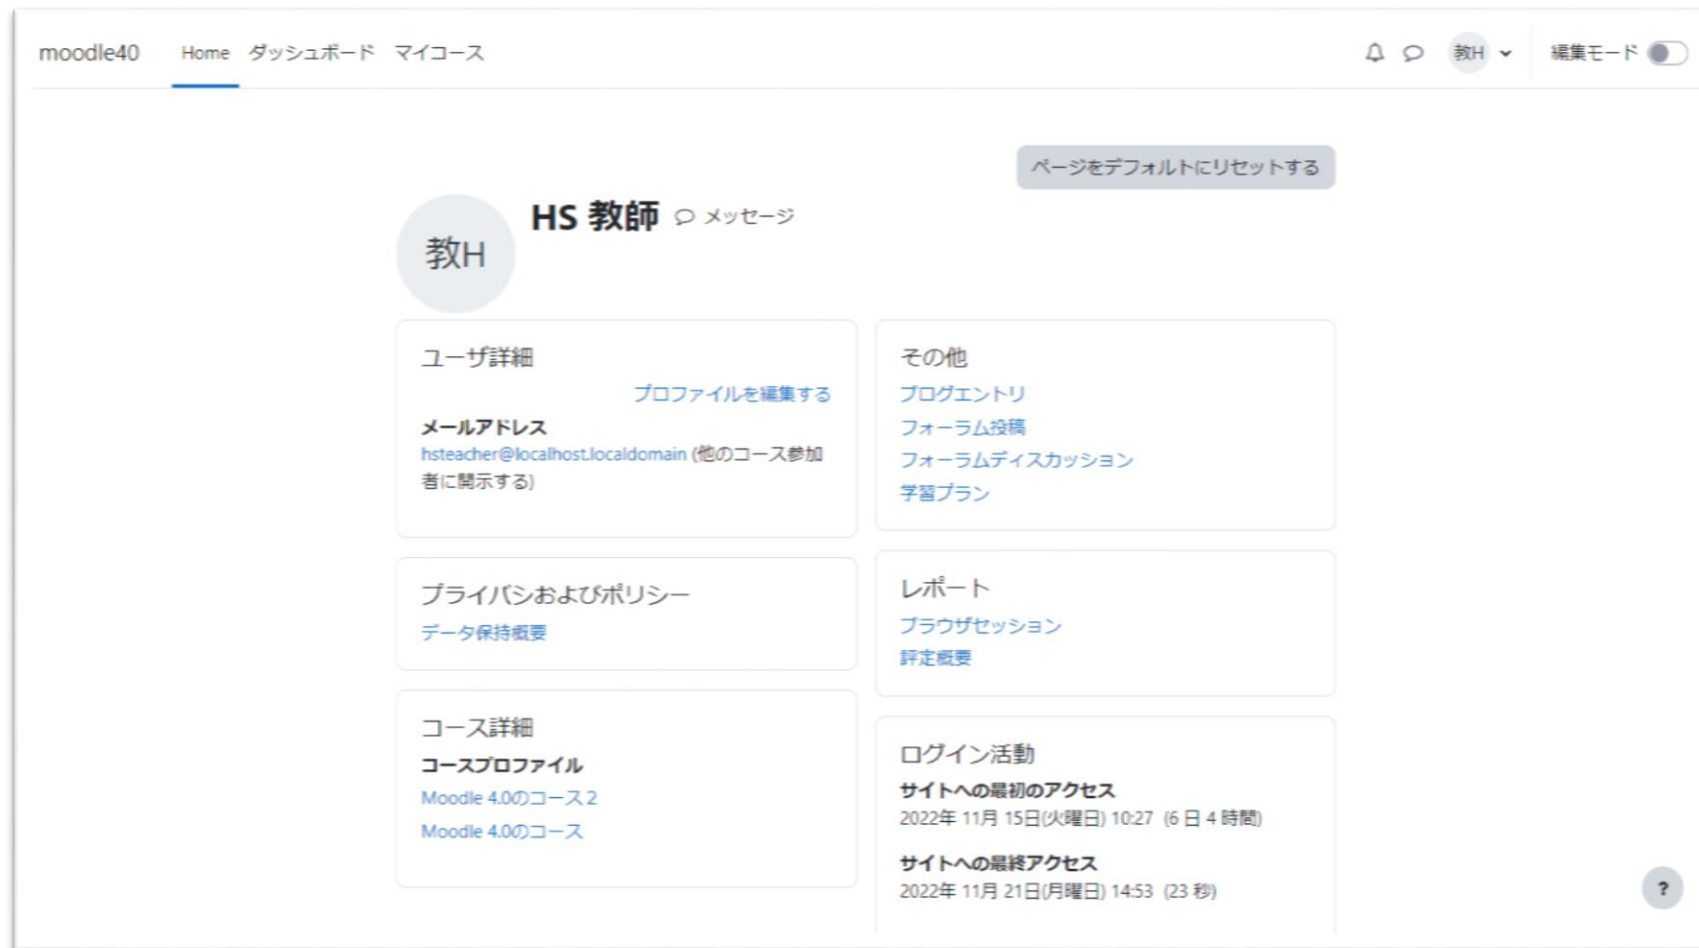 moodle40 Home ダッシュボード マイコース 教H 編集モード
ページをデフォルトにリセットする
教H
HS 教師 メッセージ
ユーザ詳細
プロファイルを編集する
メールアドレス
hsteacher@localhost.localdomain (他のコース参加
者に開示する)
プライバシおよびポリシー
データ保持概要
コース詳細
コースプロファイル
Moodle 4.0のコース2
Moodle 4.0のコース
その他
ブログエントリ
フォーラム投稿
フォーラムディスカッション
学習プラン
レポート
ブラウザセッション
評定概要
ログイン活動
サイトへの最初のアクセス
2022年 11月 15日(火曜日) 10:27 (6 日 4 時間)
サイトへの最終アクセス
2022年 11月 21日(月曜日) 14:53 (23 秒)
?